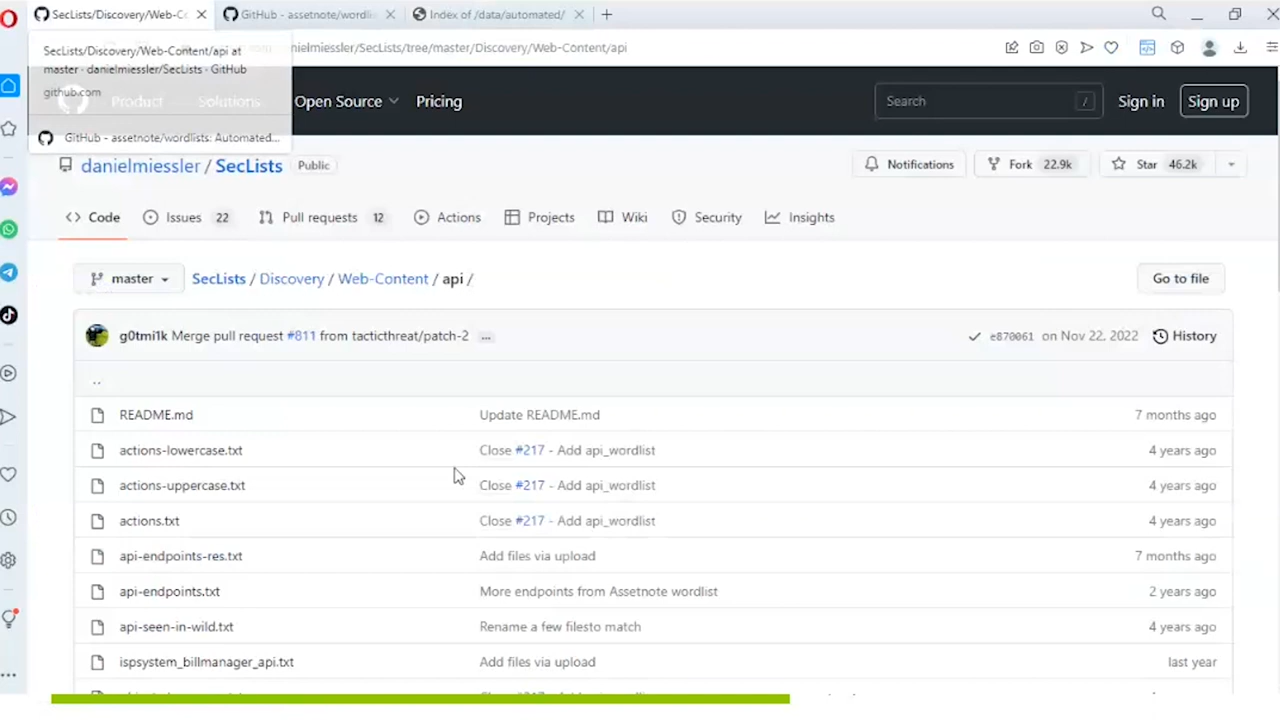 SecLists/Discovery/Web-Co
GitHub - assetnote/wordli
Index of /data/automated/
SecLists/Discovery/Web-Content/api at
master · danielmiessler/SecLists · GitHub
github.com
nielmiessler/SecLists/tree/master/Discovery/Web-Content/api
Product
Solutions
Open Source
Pricing
Search
/
Sign in
Sign up
GitHub - assetnote/wordlists: Automated...
danielmiessler / SecLists
Public
Notifications
Fork 22.9k
Star 46.2k
Code
Issues 22
Pull requests 12
Actions
Projects
Wiki
Security
Insights
master
SecLists / Discovery / Web-Content / api /
Go to file
g0tmi1k Merge pull request #811 from tacticthreat/patch-2 ...
e870061 on Nov 22, 2022
History
..
README.md Update README.md 7 months ago
actions-lowercase.txt Close #217 - Add api_wordlist 4 years ago
actions-uppercase.txt Close #217 - Add api_wordlist 4 years ago
actions.txt Close #217 - Add api_wordlist 4 years ago
api-endpoints-res.txt Add files via upload 7 months ago
api-endpoints.txt More endpoints from Assetnote wordlist 2 years ago
api-seen-in-wild.txt Rename a few filesto match 4 years ago
ispsystem_billmanager_api.txt Add files via upload last year